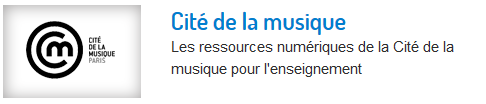 CITÉ
DE LA
MUSIQUE
PARIS
Cité de la musique
Les ressources numériques de la Cité de la
musique pour l'enseignement